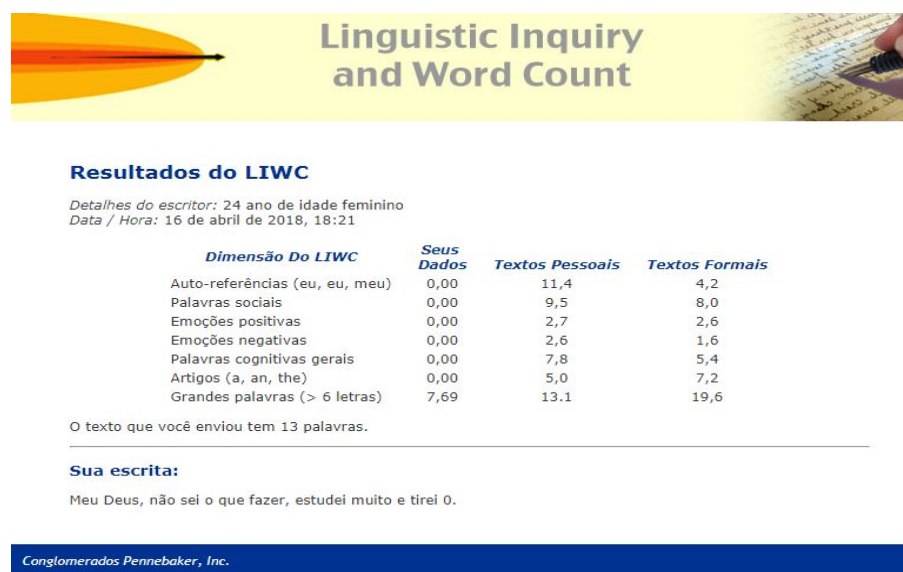 Linguistic Inquiry
and Word Count
Resultados do LIWC
Detalhes do escritor: 24 ano de idade feminino
Data / Hora: 16 de abril de 2018, 18:21
Dimensão Do LIWC Seus Dados Textos Pessoais Textos Formais
Auto-referências (eu, eu, meu) 0,00 11,4 4,2
Palavras sociais 0,00 9,5 8,0
Emoções positivas 0,00 2,7 2,6
Emoções negativas 0,00 2,6 1,6
Palavras cognitivas gerais 0,00 7,8 5,4
Artigos (a, an, the) 0,00 5,0 7,2
Grandes palavras (> 6 letras) 7,69 13.1 19,6
O texto que você enviou tem 13 palavras.
Sua escrita:
Meu Deus, não sei o que fazer, estudei muito e tirei 0.
Conglomerados Pennebaker, Inc.